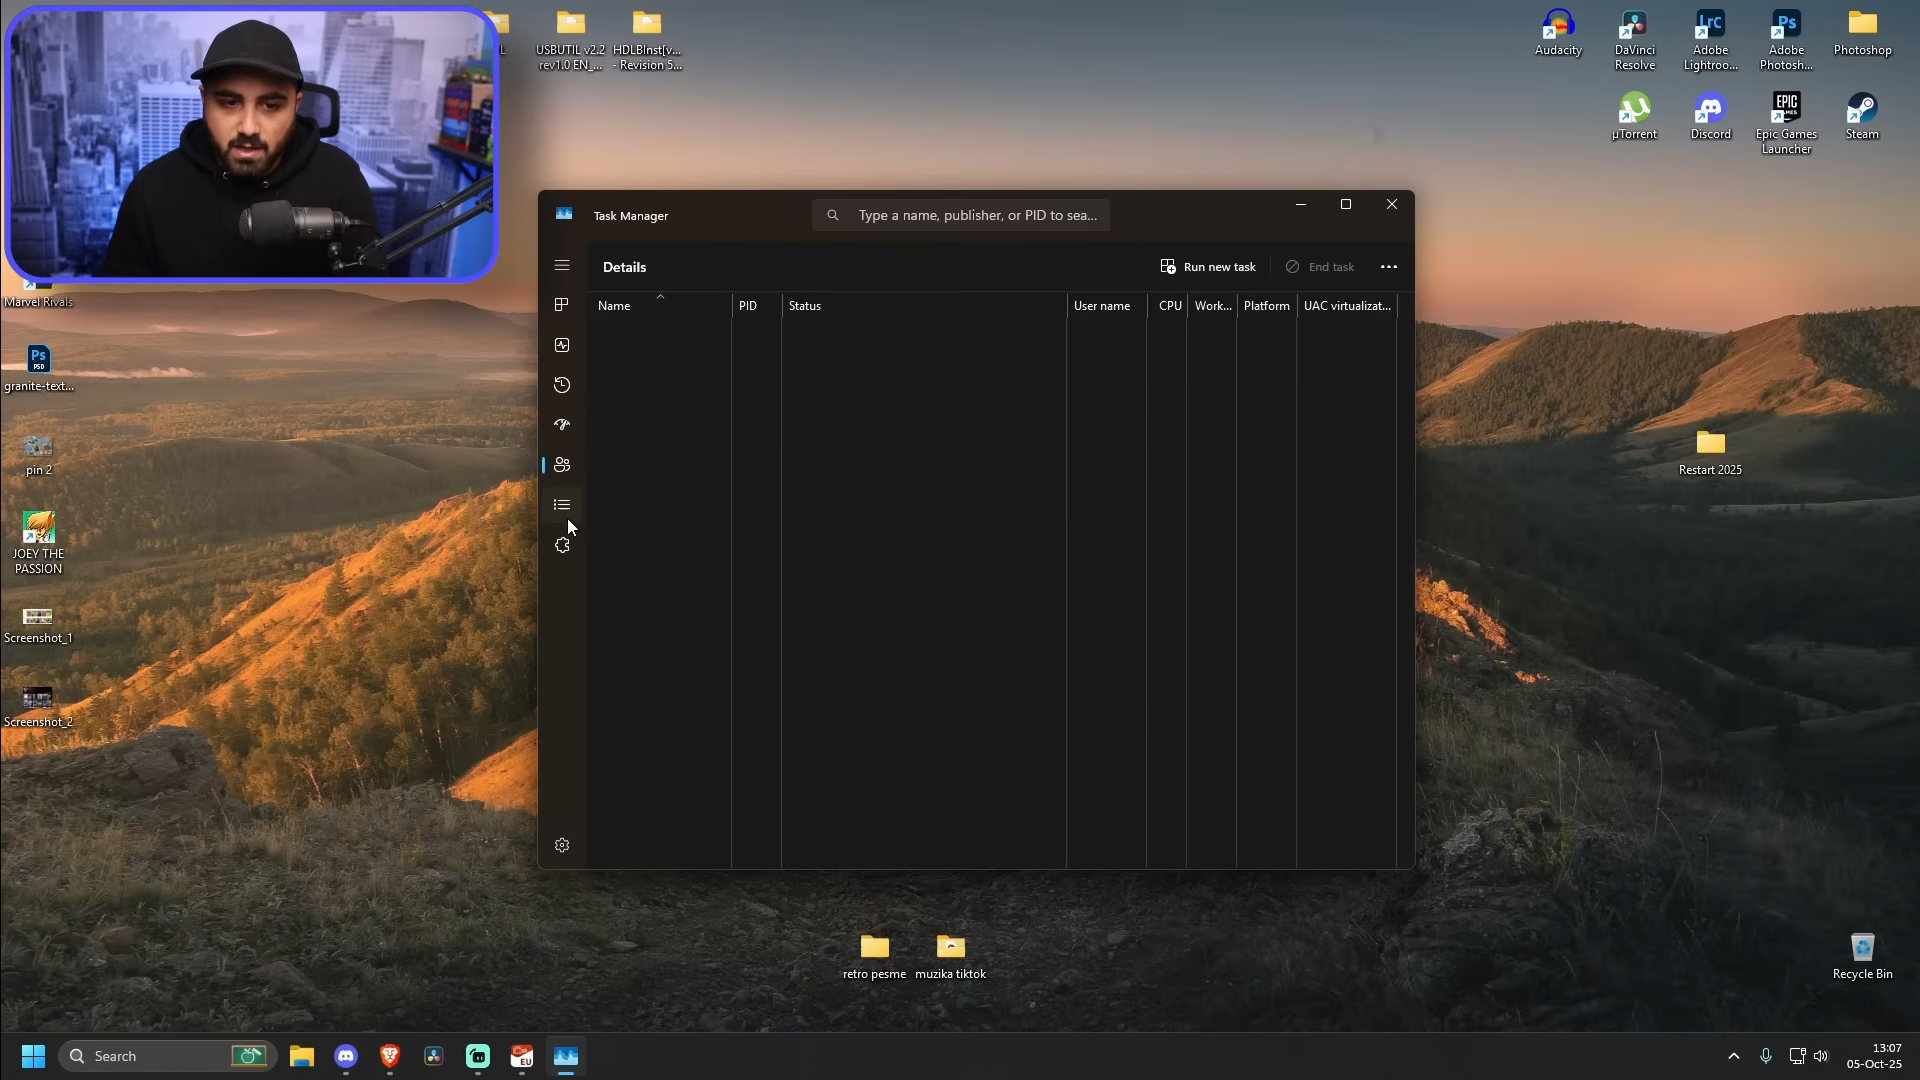 USBUTIL v2.2
rev1.0 EN_...
HDLBInst[v...
- Revision 5...
Audacity
DaVinci
Resolve
Adobe
Lightroo...
Adobe
Photosh...
Photoshop
µTorrent
Discord
Epic Games
Launcher
Steam
Marvel Rivals
granite-text...
pin 2
JOEY THE
PASSION
Screenshot_1
Screenshot_2
Task Manager
Type a name, publisher, or PID to sea...
Details
Run new task
End task
Name
PID
Status
User name
CPU
Work...
Platform
UAC virtualizat...
Restart 2025
retro pesme
muzika tiktok
Recycle Bin
Search
13:07
05-Oct-25